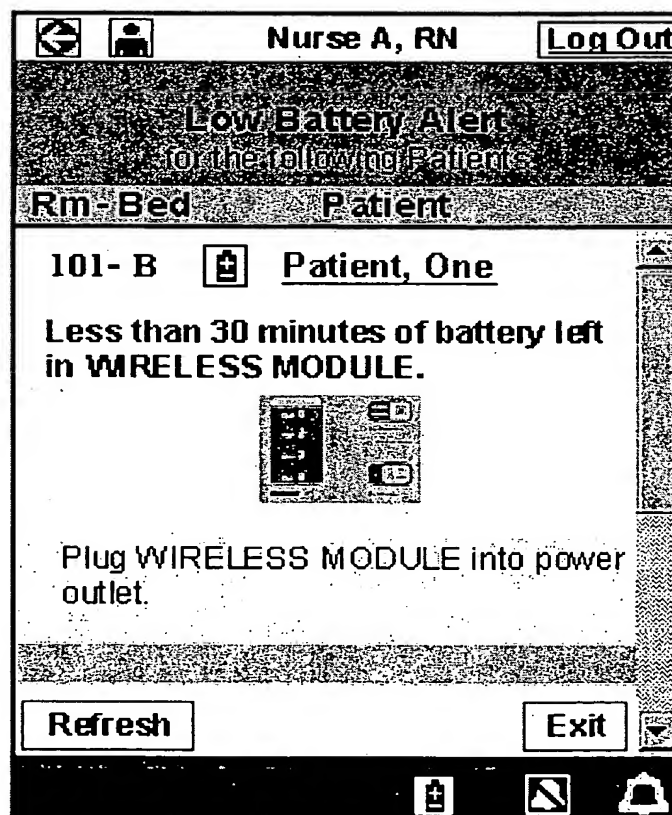 Nurse A, RN Log Out
Low Battery Alert
for the following Patients
Rm-Bed Patient
101-B Patient, One
Less than 30 minutes of battery left
in WIRELESS MODULE.
Plug WIRELESS MODULE into power
outlet.
Refresh Exit